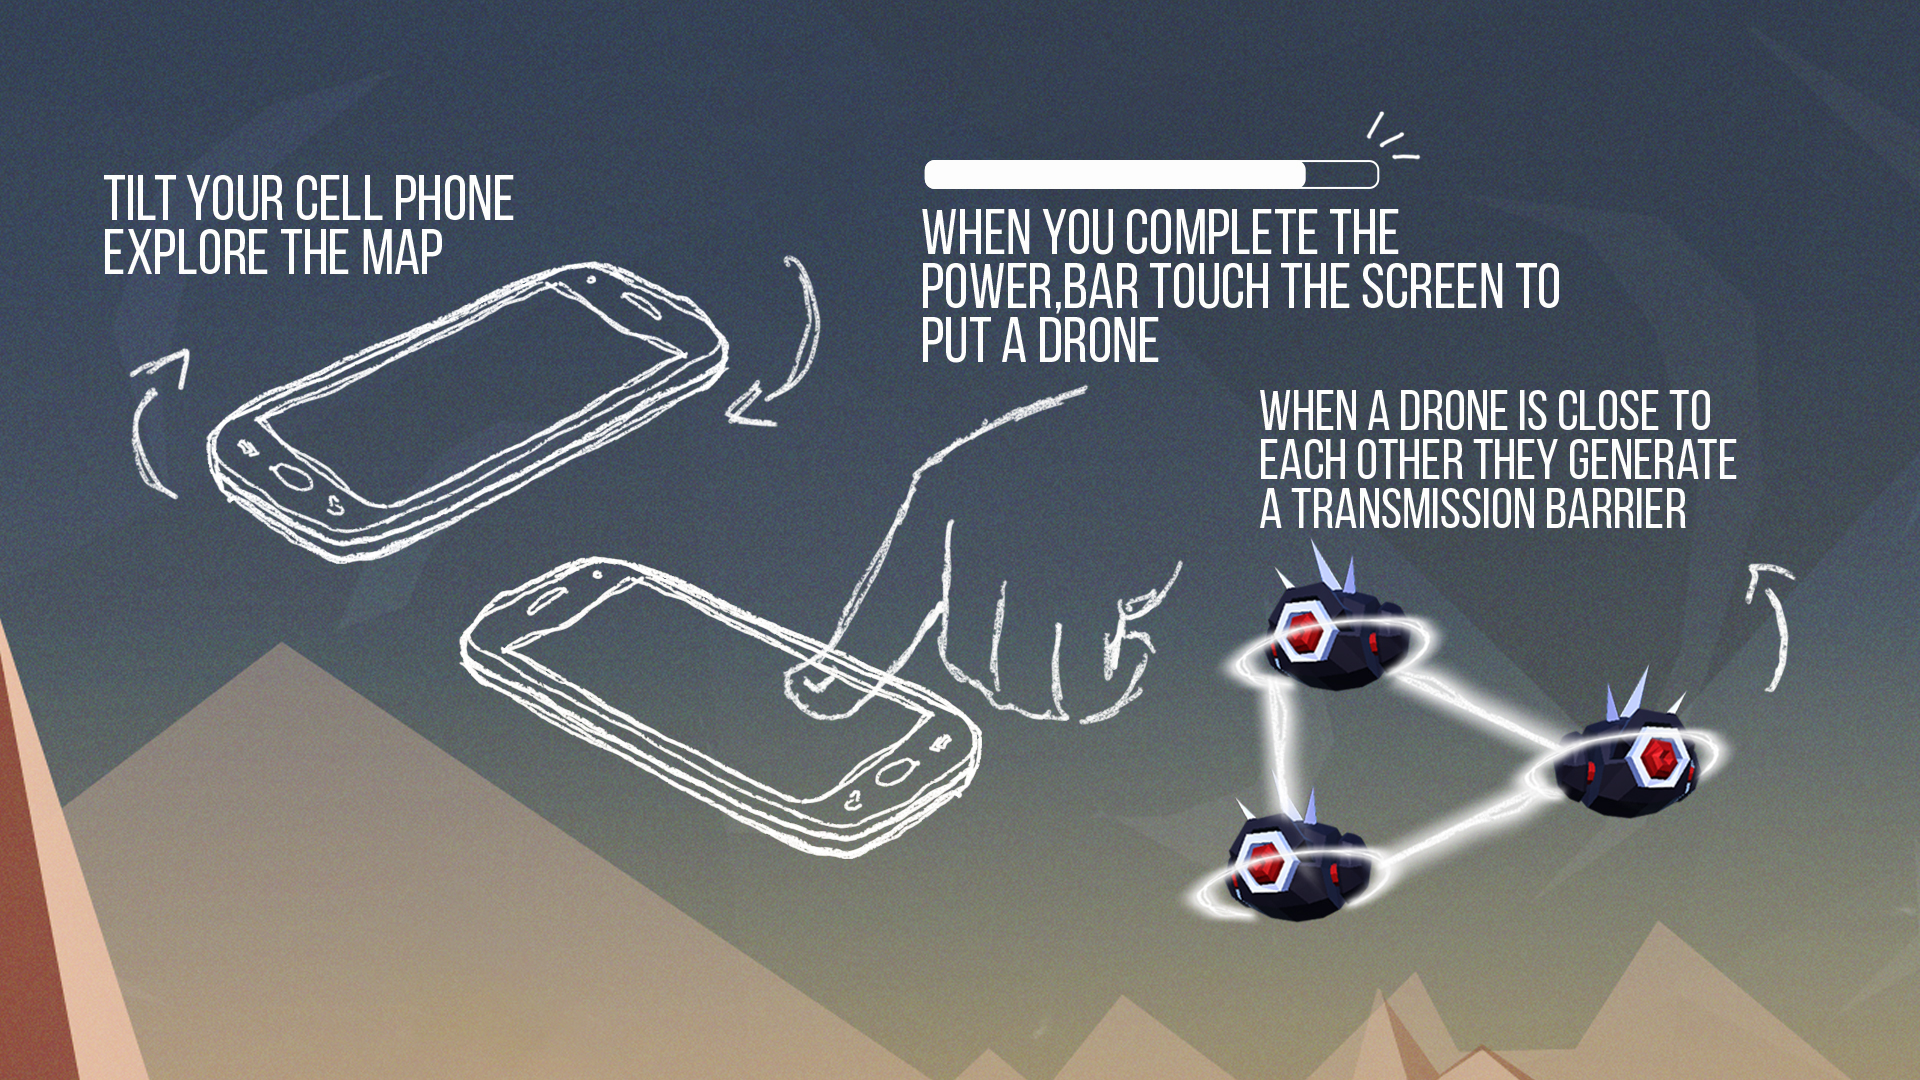 TILT YOUR CELL PHONE
EXPLORE THE MAP
WHEN YOU COMPLETE THE
POWER,BAR TOUCH THE SCREEN TO
PUT A DRONE
WHEN A DRONE IS CLOSE TO
EACH OTHER THEY GENERATE
A TRANSMISSION BARRIER